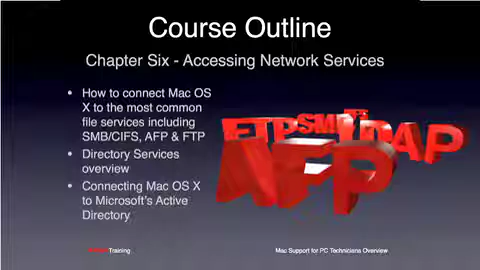 Course Outline
Chapter Six - Accessing Network Services
• How to connect Mac OS
X to the most common
file services including
SMB/CIFS, AFP & FTP
• Directory Services
overview
• Connecting Mac OS X
to Microsoft's Active
Directory
FTP SMB
LDAP
AFP
Training
Mac Support for PC Technicians Overview